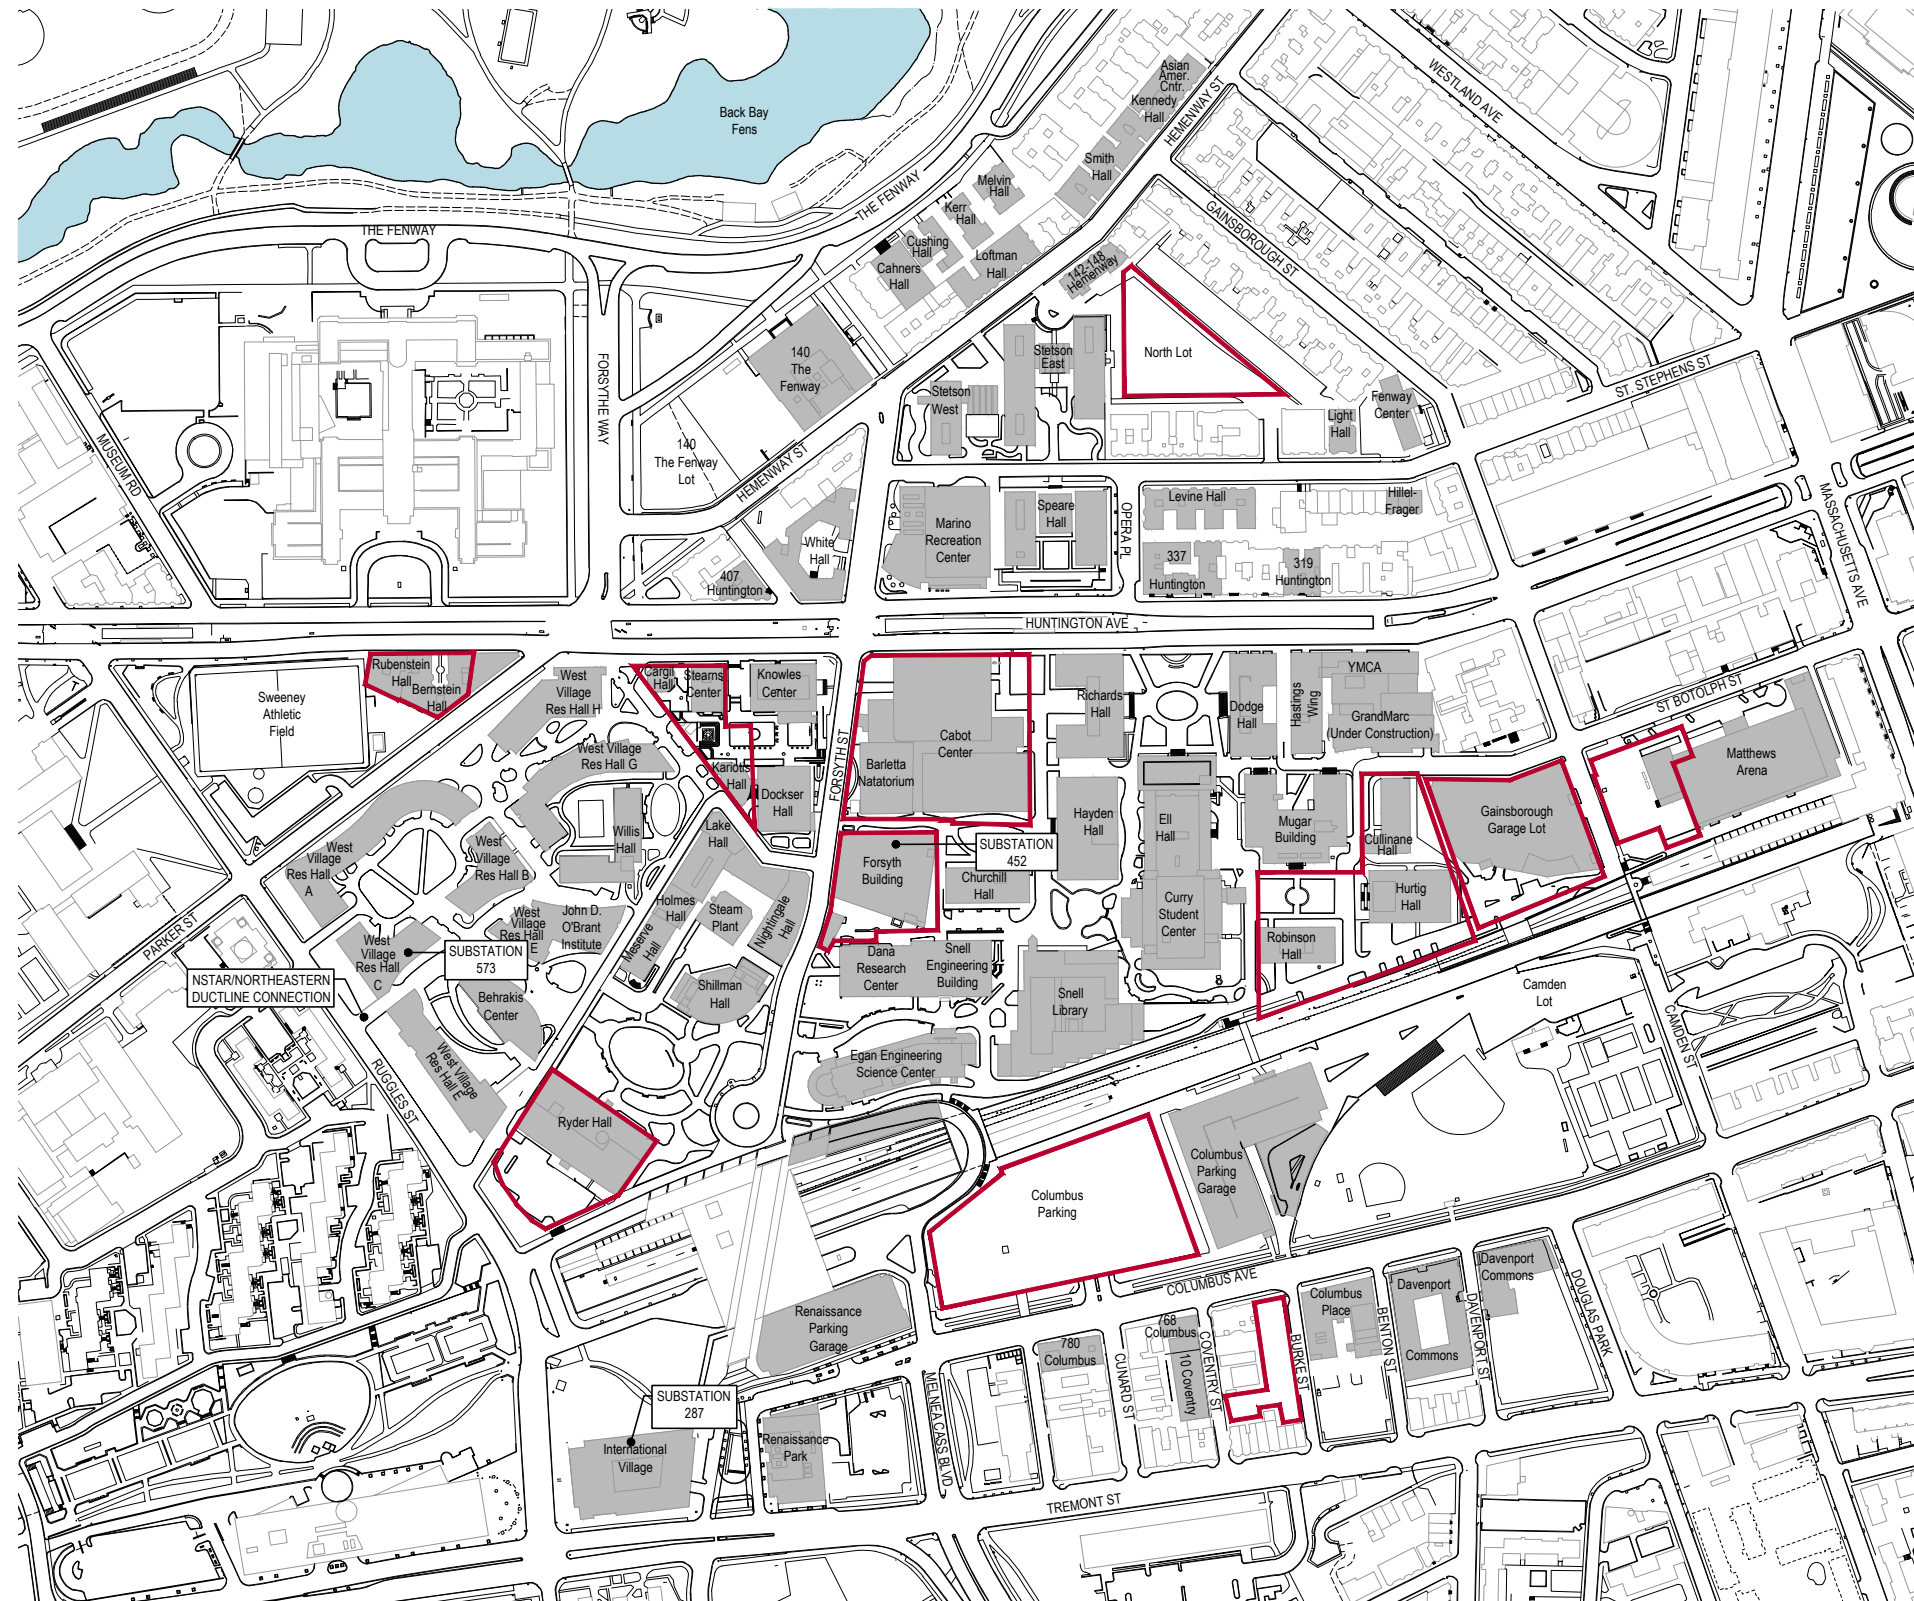 Asian
Amer.
Cntr.
Kennedy
Hall
HEMENWAY ST
WESTLAND AVE
Back Bay
Fens
Smith
Hall
Melvin
Hall
THE FENWAY
Kerr
Hall
GAINSBOROUGH ST
THE FENWAY
Cushing
Hall
Loftman
Hall
Cahners
Hall
142-148
Hemenway
140
The
Fenway
Stetson
East
North Lot
FORSYTHE WAY
ST. STEPHENS ST
Stetson
West
Fenway
Center
Light
Hall
MUSEUM RD
140
The Fenway
Lot
HEMENWAY ST
MASSACHUSETTS AVE
Levine Hall
Hillel-
Frager
Speare
Hall
OPERA PL
Marino
Recreation
Center
White
Hall
337
Huntington
319
Huntington
407
Huntington
HUNTINGTON AVE
Rubenstein
Hall
Bernstein
Hall
Sweeney
Athletic
Field
West
Village
Res Hall H
Cargil
Hall
Stearns
Center
Knowles
Center
Richards
Hall
Dodge
Hall
Hastings
Wing
YMCA
GrandMarc
(Under Construction)
ST BOTOLPH ST
Cabot
Center
Barletta
Natatorium
FORSYTH ST
West Village
Res Hall G
Kariotis
Hall
Dockser
Hall
Matthews
Arena
Gainsborough
Garage Lot
Hayden
Hall
Ell
Hall
Mugar
Building
Cullinane
Hall
Lake
Hall
Willis
Hall
West
Village
Res Hall
A
West
Village
Res Hall B
SUBSTATION
452
Forsyth
Building
Churchill
Hall
Hurtig
Hall
Curry
Student
Center
Holmes
Hall
Steam
Plant
Nightingale
Hall
Meserve
Hall
West
Village
Res Hall
E
John D.
O'Brant
Institute
PARKER ST
West
Village
Res Hall
C
SUBSTATION
573
Robinson
Hall
Dana
Research
Center
Snell
Engineering
Building
NSTAR/NORTHEASTERN
DUCTLINE CONNECTION
Behrakis
Center
Shillman
Hall
Snell
Library
Camden
Lot
CAMDEN ST
West Village
Res Hall E
RUGGLES ST
Egan Engineering
Science Center
Ryder Hall
Columbus
Parking
Garage
Columbus
Parking
COLUMBUS AVE
Davenport
Commons
DOUGLAS PARK
Davenport
Commons
DAVENPORT ST
Columbus
Place
BENTON ST
BURKE ST
Renaissance
Parking
Garage
768
Columbus
10 Coventry
COVENTRY ST
780
Columbus
CUNARD ST
MELNEA CASS BLVD
SUBSTATION
287
International
Village
Renaissance
Park
TREMONT ST